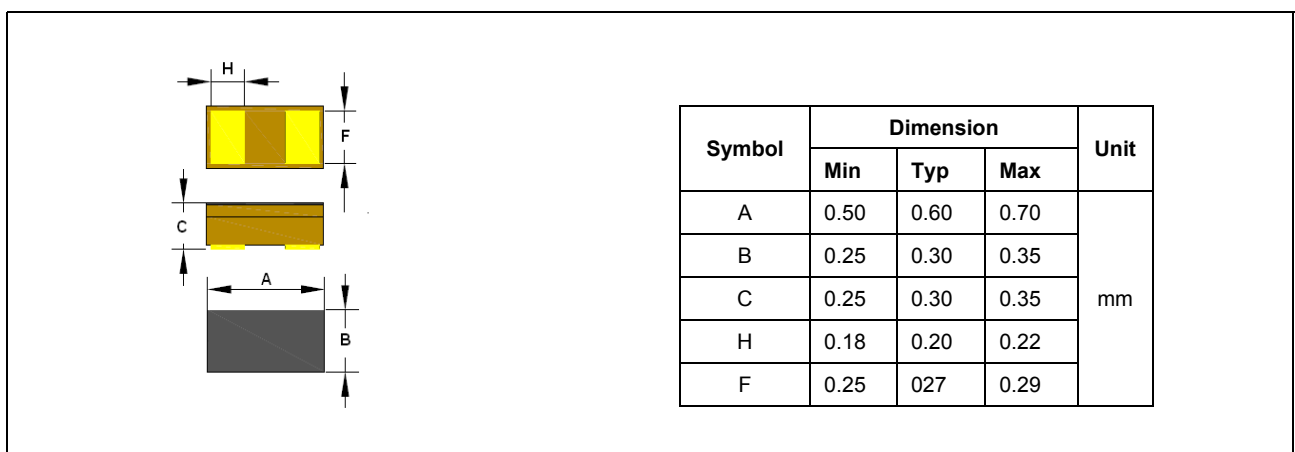 H
F
C
A
B
Symbol Dimension Unit
Min Typ Max
A 0.50 0.60 0.70
B 0.25 0.30 0.35
C 0.25 0.30 0.35 mm
H 0.18 0.20 0.22
F 0.25 027 0.29